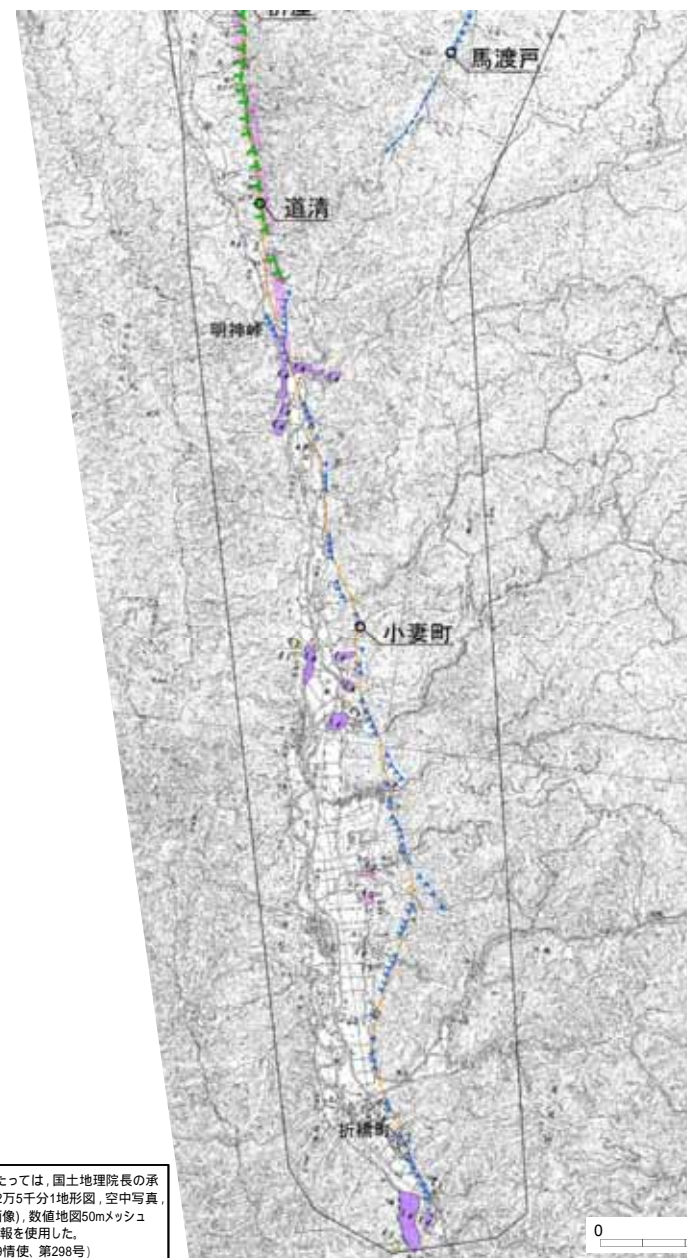 馬渡戸
道清
明神峠
小妻町
折橋町
たっては,国土地理院長の承
2万5千分1地形図,空中写真,
画像),数値地図50mメッシュ
報を使用した。
9情使、第298号)
0